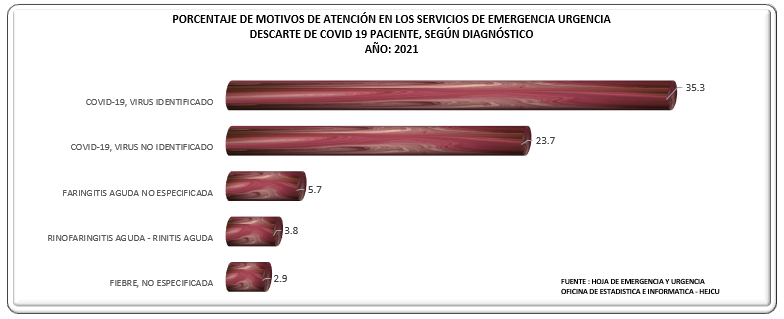 PORCENTAJE DE MOTIVOS DE ATENCIÓN EN LOS SERVICIOS DE EMERGENCIA URGENCIA
DESCARTE DE COVID 19 PACIENTE, SEGÚN DIAGNÓSTICO
AÑO: 2021
COVID-19, VIRUS IDENTIFICADO 35.3
COVID-19, VIRUS NO IDENTIFICADO 23.7
FARINGITIS AGUDA NO ESPECIFICADA 5.7
RINOFARINGITIS AGUDA - RINITIS AGUDA 3.8
FIEBRE, NO ESPECIFICADA 2.9
FUENTE : HOJA DE EMERGENCIA Y URGENCIA
OFICINA DE ESTADISTICA E INFORMATICA - HEJCU